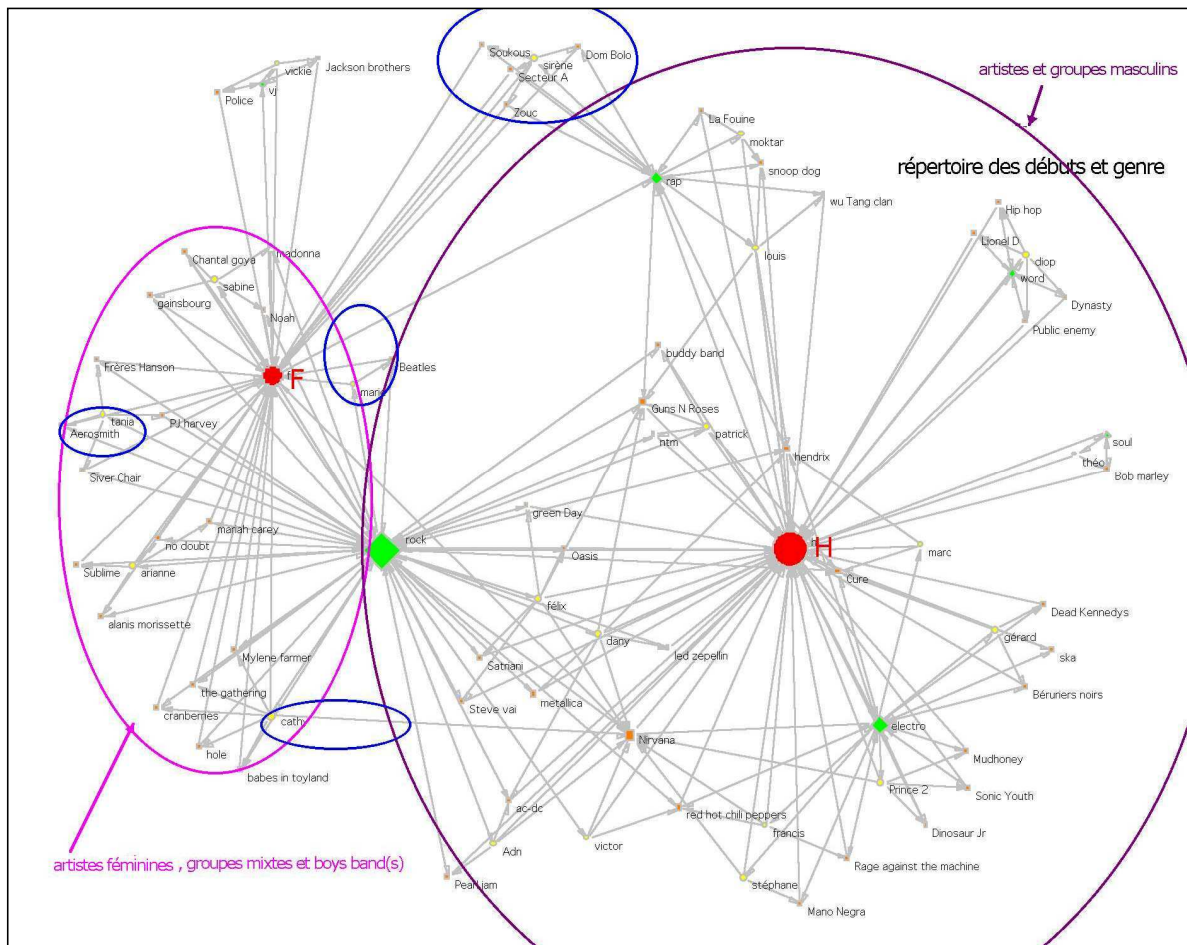 Soukous
sirène
Dom Bolo
Secteur A
Zouc
vickie
Jackson brothers
vj
Police
artistes et groupes masculins
La Fouine
moktar
snoop dog
rap
wu Tang clan
louis
répertoire des débuts et genre
Hip hop
Lionel D
diop
word
Dynasty
Public enemy
madonna
Chantal goya
sabine
gainsbourg
Noah
Frères Hanson
F
Beatles
marie
buddy band
Guns N Roses
ntm
patrick
hendrix
soul
théo
Bob marley
tania
Aerosmith
PJ harvey
Siver Chair
mariah carey
no doubt
Sublime
arianne
alanis morissette
rock
green Day
Oasis
H
marc
Cure
félix
dany
led zépellin
Satriani
Steve vai
metallica
Dead Kennedys
gérard
ska
Béruriers noirs
Mylene farmer
the gathering
cranberries
cathy
hole
babes in toyland
Nirvana
electro
Mudhoney
Prince 2
Sonic Youth
Dinosaur Jr
ac-dc
red hot chili peppers
francis
Adn
victor
Rage against the machine
Pearl jam
stéphane
Mano Negra
artistes féminines , groupes mixtes et boys band(s)